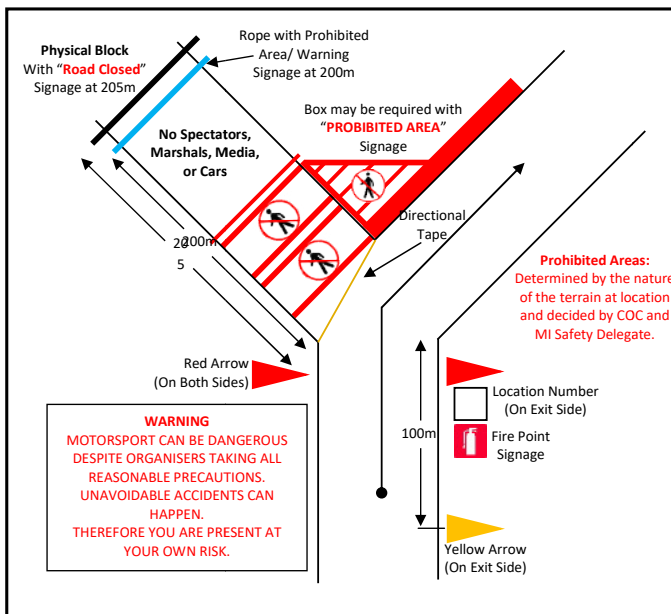 Physical Block
With “Road Closed”
Signage at 205m
Rope with Prohibited
Area/ Warning
Signage at 200m
No Spectators,
Marshals, Media,
or Cars
Box may be required with
“PROBIBITED AREA”
Signage
Directional
Tape
200m
20
5
Prohibited Areas:
Determined by the nature
of the terrain at location
and decided by COC and
MI Safety Delegate.
Red Arrow
(On Both Sides)
Location Number
(On Exit Side)
Fire Point
Signage
100m
Yellow Arrow
(On Exit Side)
WARNING
MOTORSPORT CAN BE DANGEROUS
DESPITE ORGANISERS TAKING ALL
REASONABLE PRECAUTIONS.
UNAVOIDABLE ACCIDENTS CAN
HAPPEN.
THEREFORE YOU ARE PRESENT AT
YOUR OWN RISK.